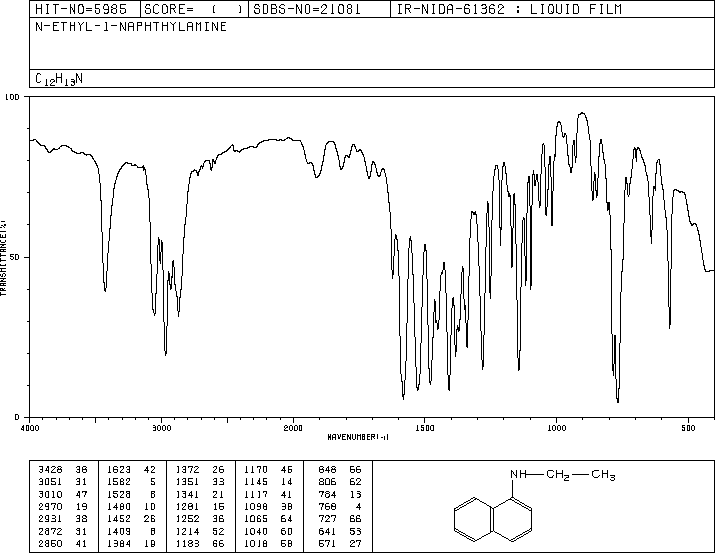 HIT-NO=5985 SCORE= ( ) SDBS-NO=21081 IR-NIDA-61362 : LIQUID FILM
N-ETHYL-1-NAPHTHYLAMINE
C12H13N
100
50
0
TRANSMITTANCE(%)
4000 3000 2000 1500 1000 500
WAVENUMBER(-1)
3428 38 1623 42 1372 26 1170 46 848 66
3051 31 1582 5 1351 33 1145 14 806 62
3010 47 1528 8 1341 21 1117 41 784 13
2970 19 1480 10 1281 15 1098 39 768 4
2931 38 1452 26 1252 36 1065 64 727 66
2872 31 1409 8 1214 52 1040 60 641 53
2860 41 1384 19 1183 66 1018 58 571 27
NH CH2 CH3